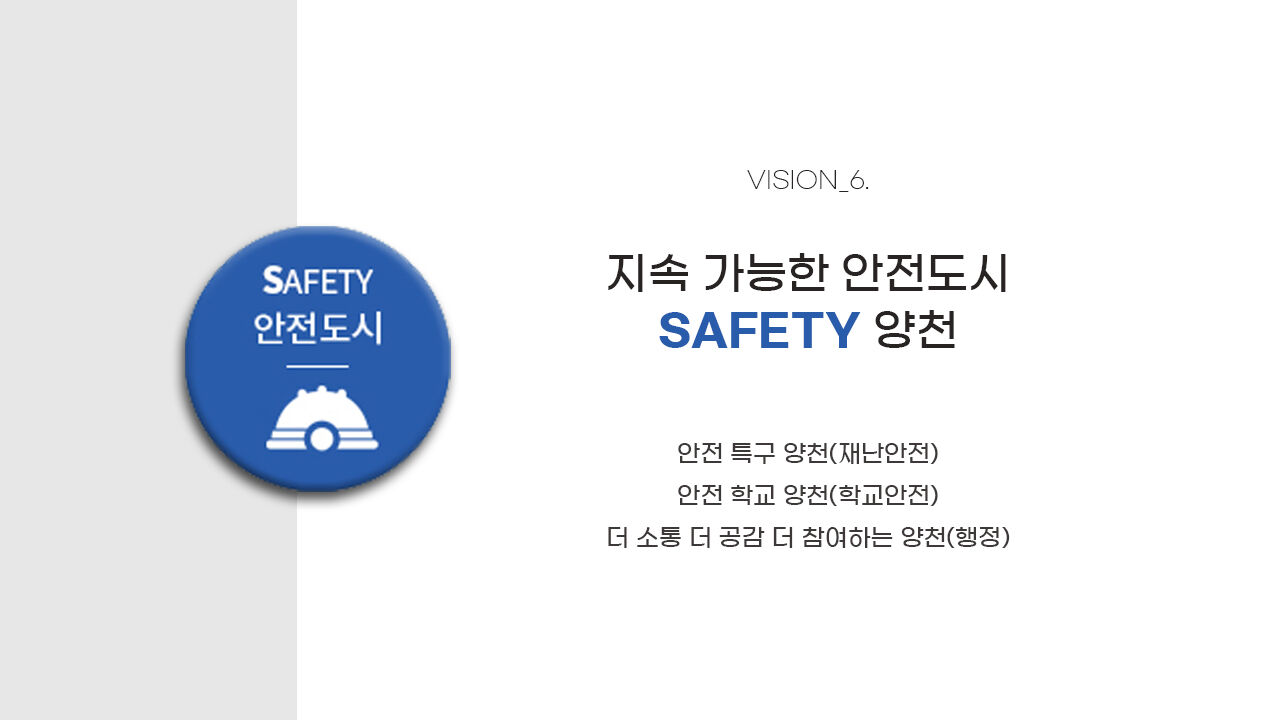 SAFETY
안전도시
VISION_6.
지속 가능한 안전도시
SAFETY 양천
안전 특구 양천(재난안전)
안전 학교 양천(학교안전)
더 소통 더 공감 더 참여하는 양천(행정)